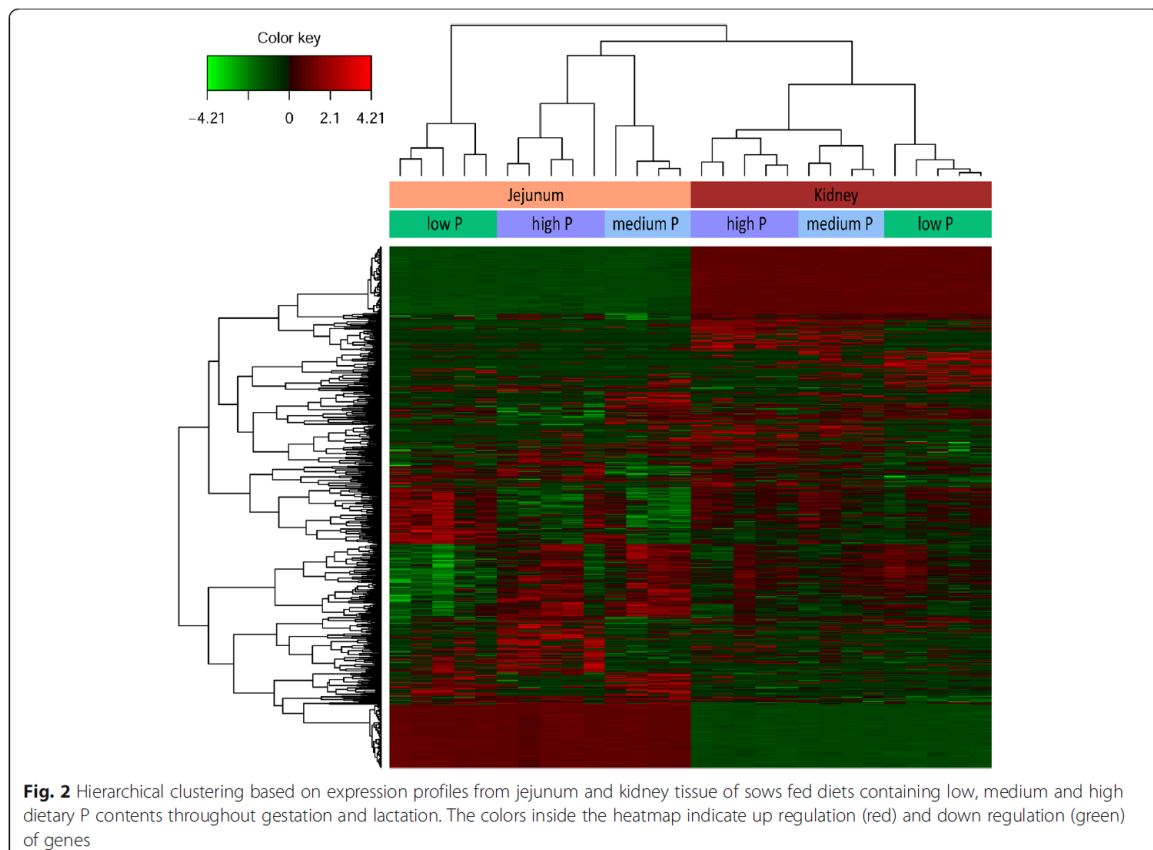 Color key
−4.21 0 2.1 4.21
Jejunum Kidney
low P high P medium P high P medium P low P
Fig. 2 Hierarchical clustering based on expression profiles from jejunum and kidney tissue of sows fed diets containing low, medium and high
dietary P contents throughout gestation and lactation. The colors inside the heatmap indicate up regulation (red) and down regulation (green)
of genes